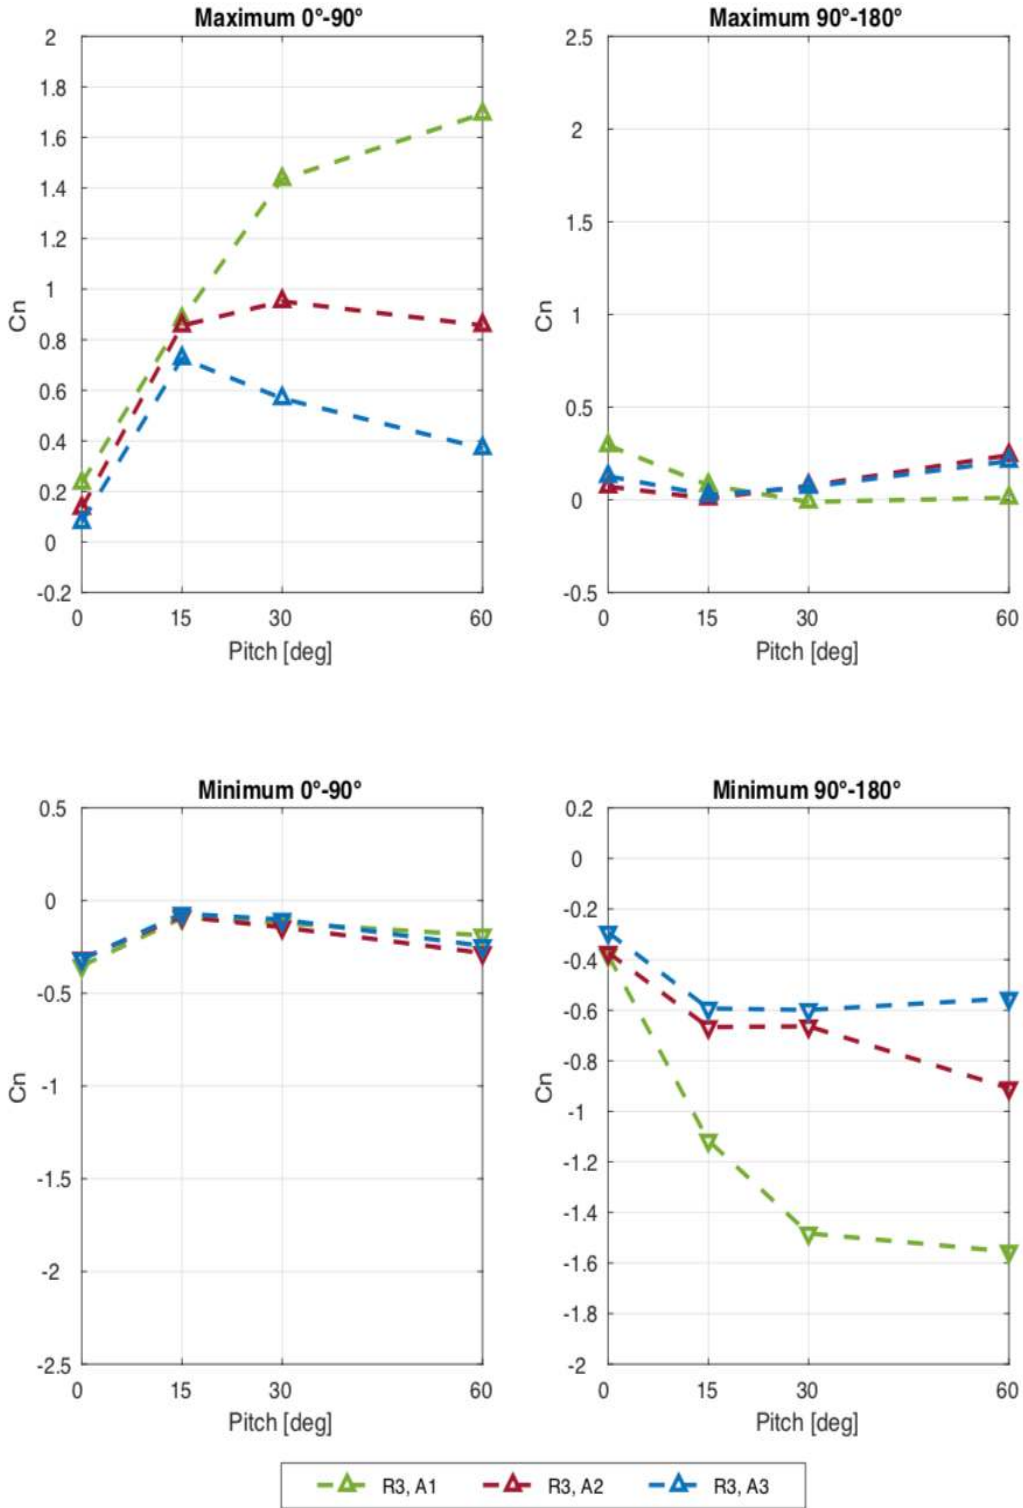 Maximum 0°-90°
2
1.8
1.6
1.4
1.2
1
0.8
0.6
0.4
0.2
0
-0.2
Cn
0 15 30 60
Pitch [deg]
Maximum 90°-180°
2.5
2
1.5
1
0.5
0
-0.5
Cn
0 15 30 60
Pitch [deg]
Minimum 0°-90°
0.5
0
-0.5
-1
-1.5
-2
-2.5
Cn
0 15 30 60
Pitch [deg]
Minimum 90°-180°
0.2
0
-0.2
-0.4
-0.6
-0.8
-1
-1.2
-1.4
-1.6
-1.8
-2
Cn
0 15 30 60
Pitch [deg]
R3, A1 R3, A2 R3, A3